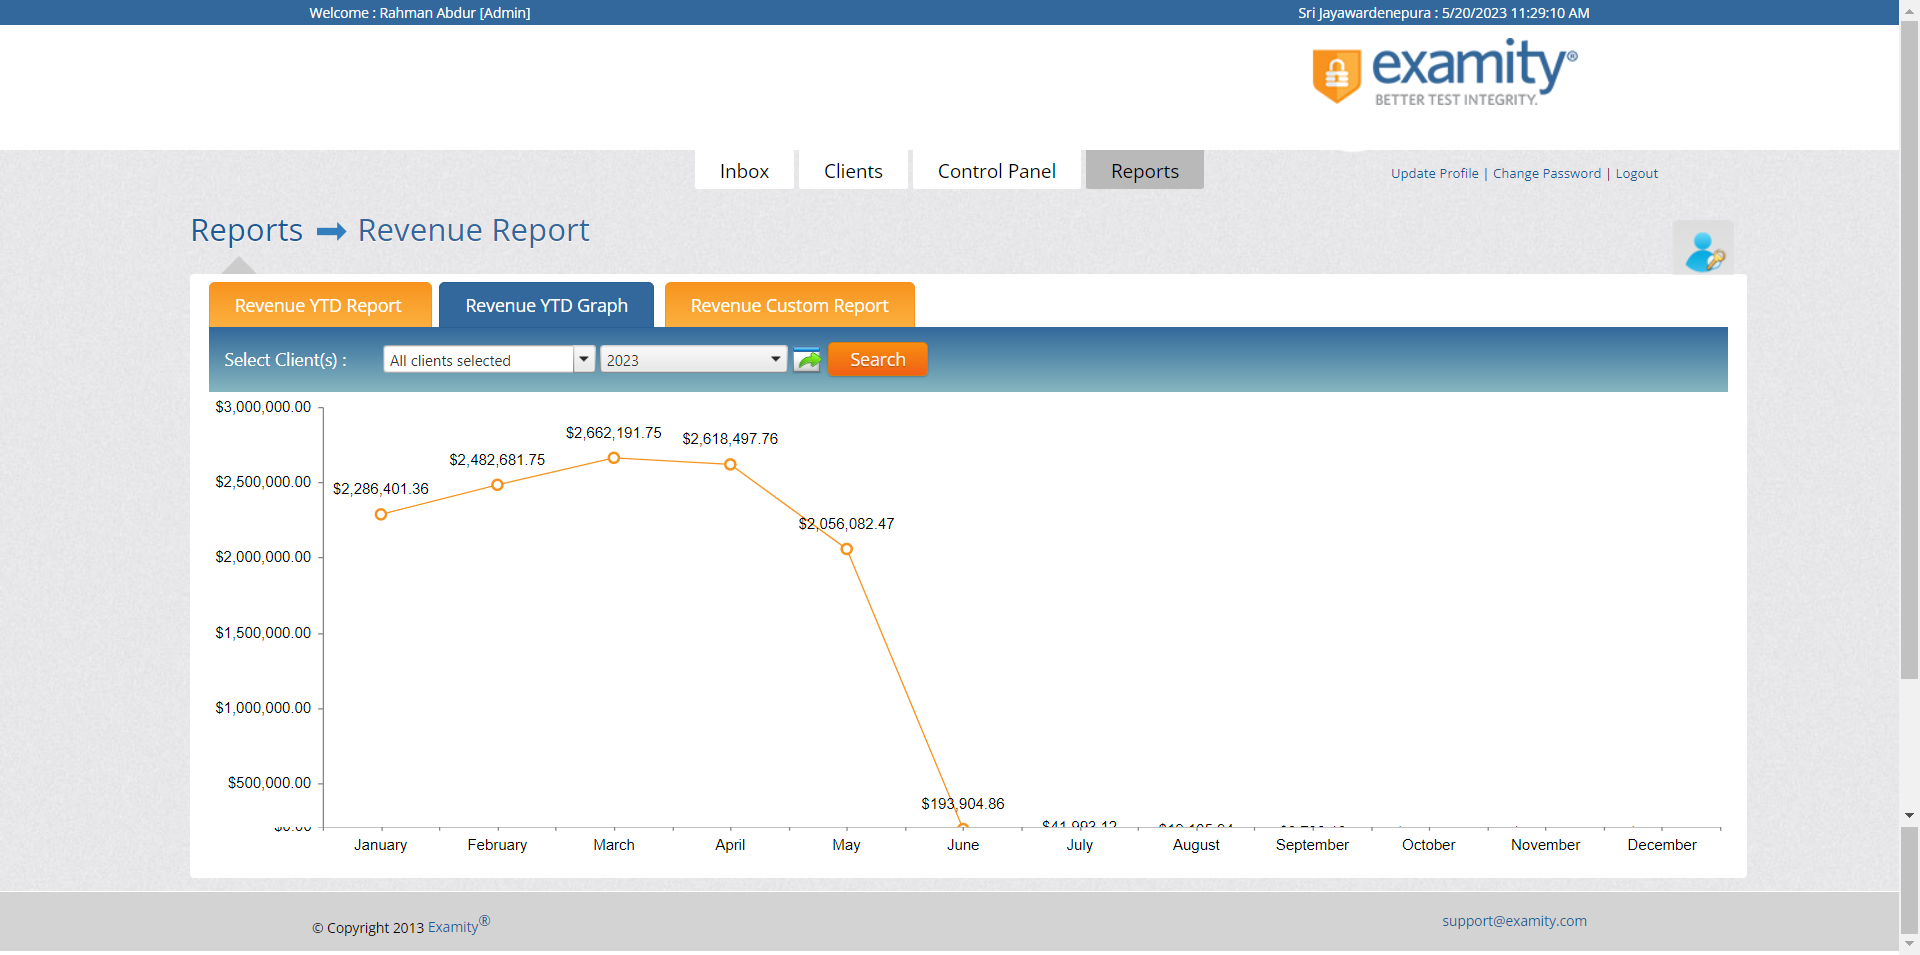 Welcome : Rahman Abdur [Admin]
Sri Jayawardenepura : 5/20/2023 11:29:10 AM
examity®
BETTER TEST INTEGRITY.
Inbox
Clients
Control Panel
Reports
Update Profile | Change Password | Logout
Reports
Revenue Report
Revenue YTD Report
Revenue YTD Graph
Revenue Custom Report
Select Client(s) :
All clients selected
2023
Search
$3,000,000.00
$2,500,000.00
$2,000,000.00
$1,500,000.00
$1,000,000.00
$500,000.00
$0.00
$2,286,401.36
$2,482,681.75
$2,662,191.75
$2,618,497.76
$2,056,082.47
$193,904.86
$41,993.12
January
February
March
April
May
June
July
August
September
October
November
December
© Copyright 2013 Examity®
support@examity.com